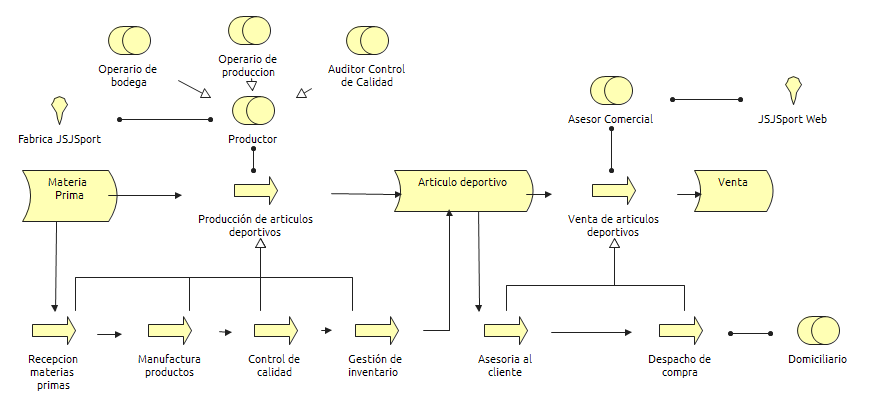 Operario de
bodega
Operario de
produccion
Auditor Control
de Calidad
Fabrica JSJSport
Productor
Asesor Comercial
JSJSport Web
Materia
Prima
Producción de articulos
deportivos
Articulo deportivo
Venta de articulos
deportivos
Venta
Recepcion
materias
primas
Manufactura
productos
Control de
calidad
Gestión de
inventario
Asesoria al
cliente
Despacho de
compra
Domiciliario